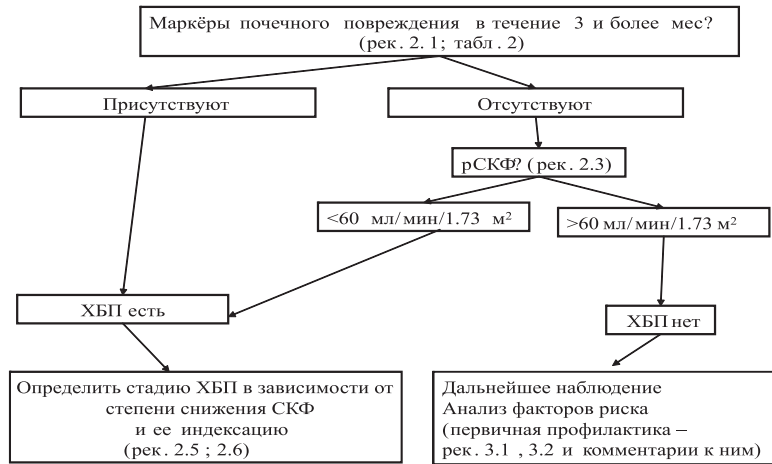 Маркёры почечного повреждения в течение 3 и более мес?
(рек. 2.1; табл. 2)
Присутствуют
Отсутствуют
рСКФ? (рек. 2.3)
<60 мл/мин/1.73 м²
>60 мл/мин/1.73 м²
ХБП есть
ХБП нет
Определить стадию ХБП в зависимости от
степени снижения СКФ
и ее индексацию
(рек. 2.5 ; 2.6)
Дальнейшее наблюдение
Анализ факторов риска
(первичная профилактика –
рек. 3.1 , 3.2 и комментарии к ним)